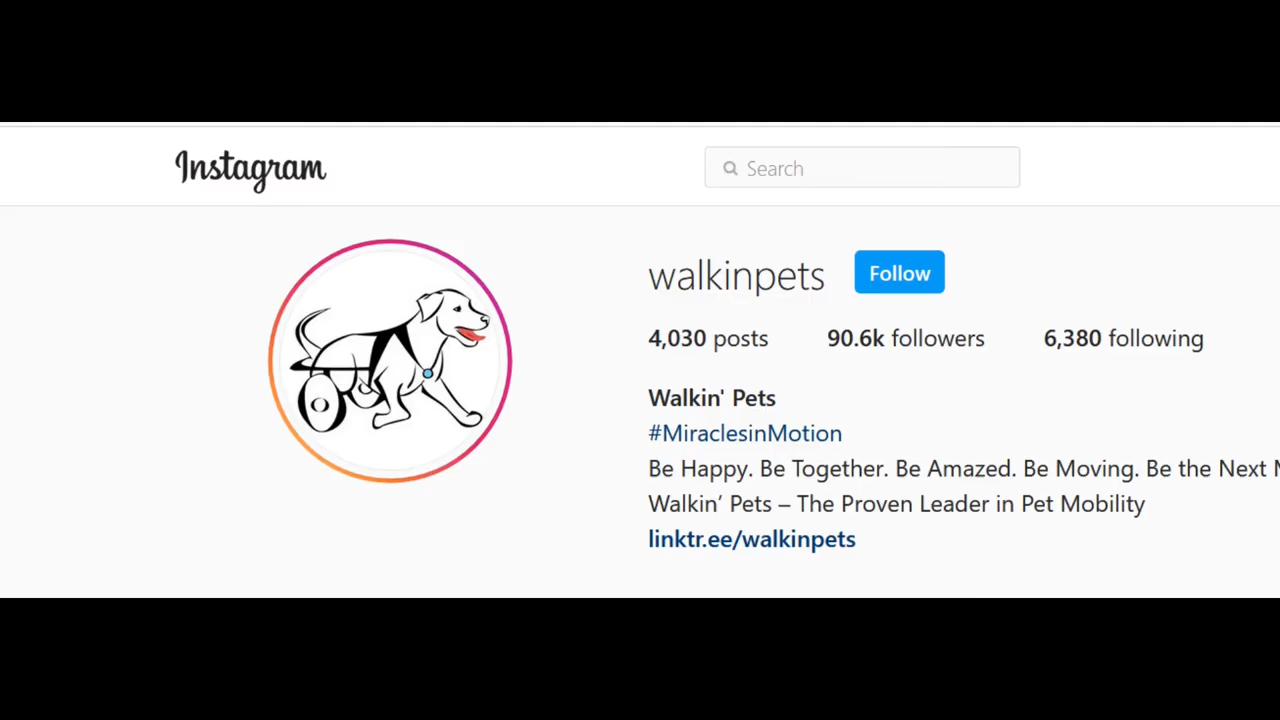 Instagram
Search
walkinpets
Follow
4,030 posts 90.6k followers 6,380 following
Walkin' Pets
#MiraclesinMotion
Be Happy. Be Together. Be Amazed. Be Moving. Be the Next
Walkin’ Pets – The Proven Leader in Pet Mobility
linktr.ee/walkinpets